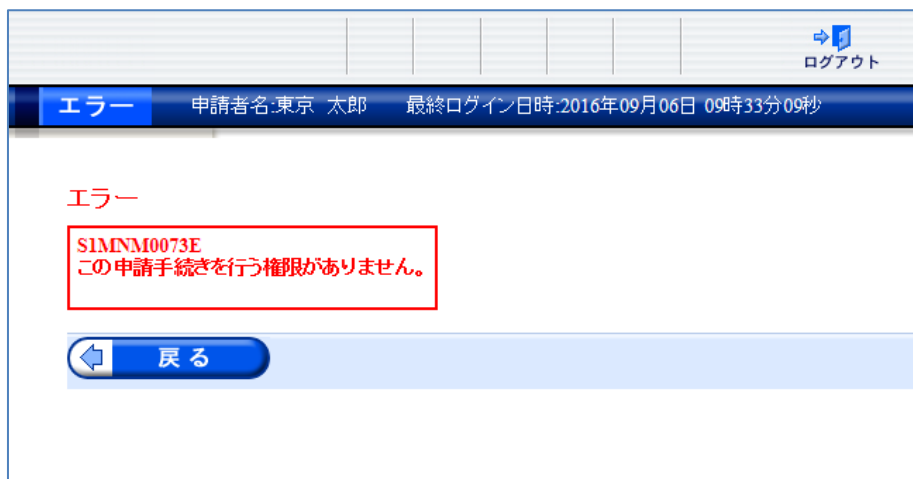 ログアウト
エラー 申請者名:東京 太郎 最終ログイン日時:2016年09月06日 09時33分09秒
エラー
S1MNM0073E
この申請手続きを行う権限がありません。
戻る